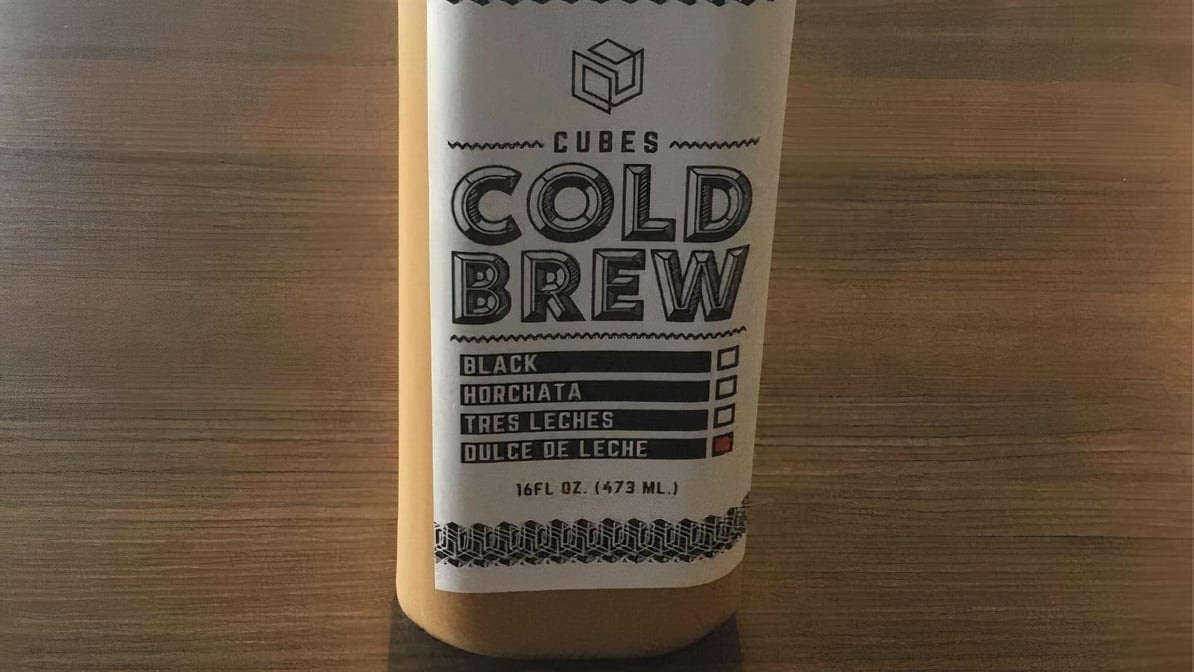 CUBES
COLD
BREW
BLACK
HORCHATA
TRES LECHES
DULCE DE LECHE
16FL OZ. (473 ML.)